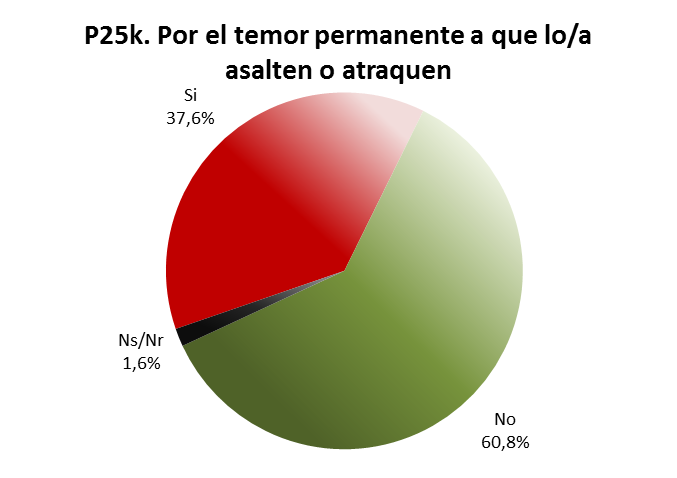 P25k. Por el temor permanente a que lo/a
asalten o atraquen
Si
37,6%
Ns/Nr
1,6%
No
60,8%